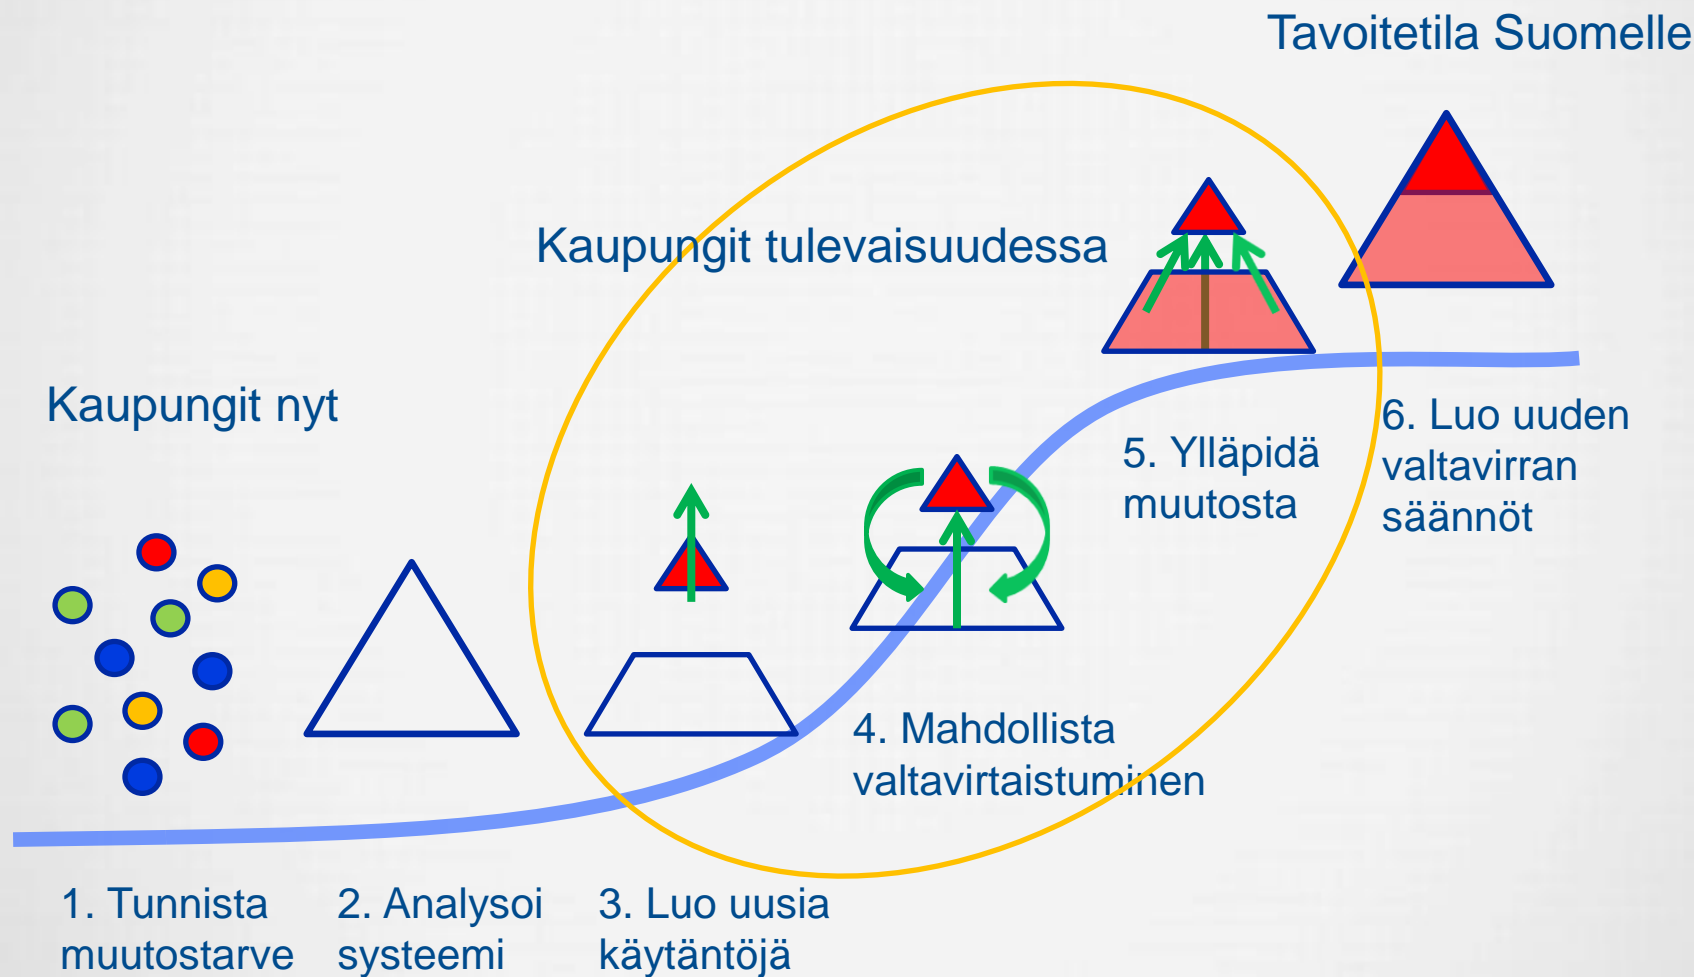 Tavoitetila Suomelle
Kaupungit tulevaisuudessa
Kaupungit nyt
1. Tunnista
muutostarve
2. Analysoi
systeemi
3. Luo uusia
käytäntöjä
4. Mahdollista
valtavirtaistuminen
5. Ylläpidä
muutosta
6. Luo uuden
valtavirran
säännöt